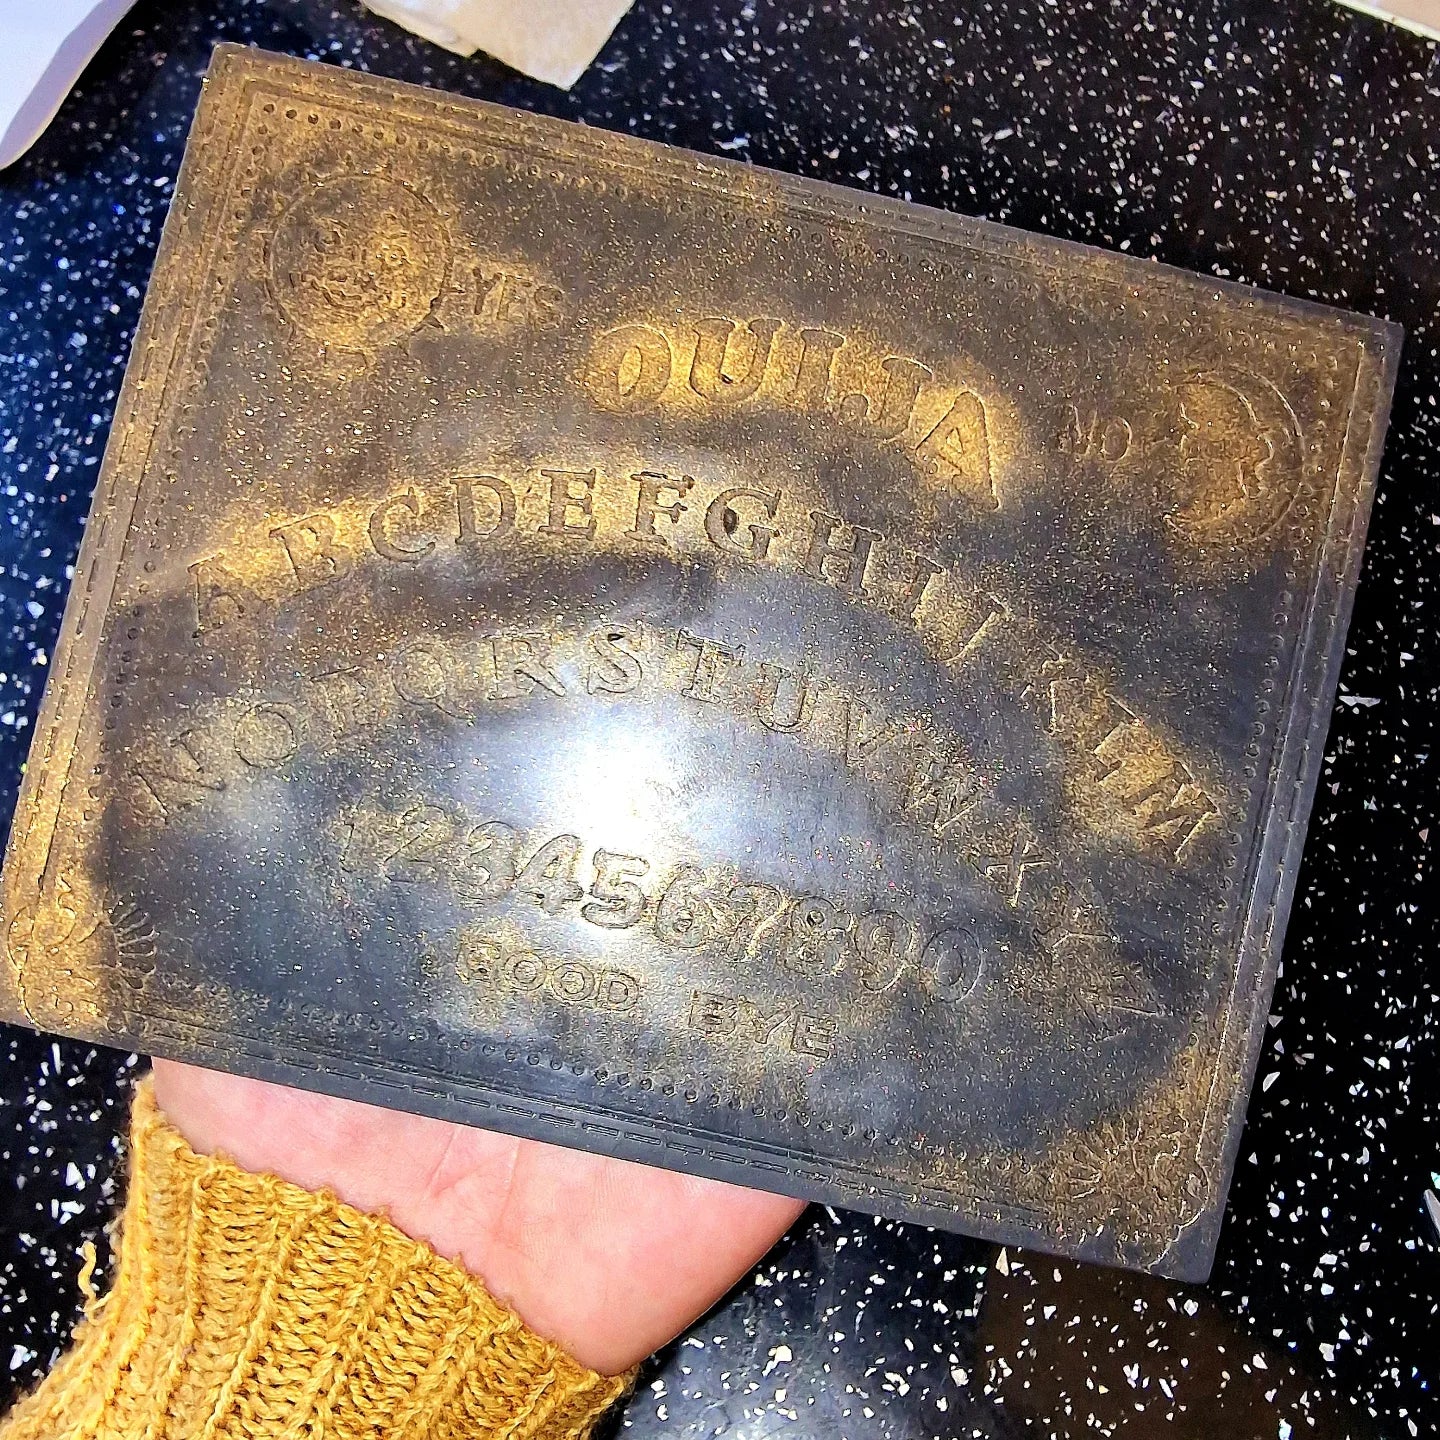 YES OUIJA NO
ABCDEFGHIJKLM
NOPQRSTUVWXYZ
1234567890
GOOD BYE